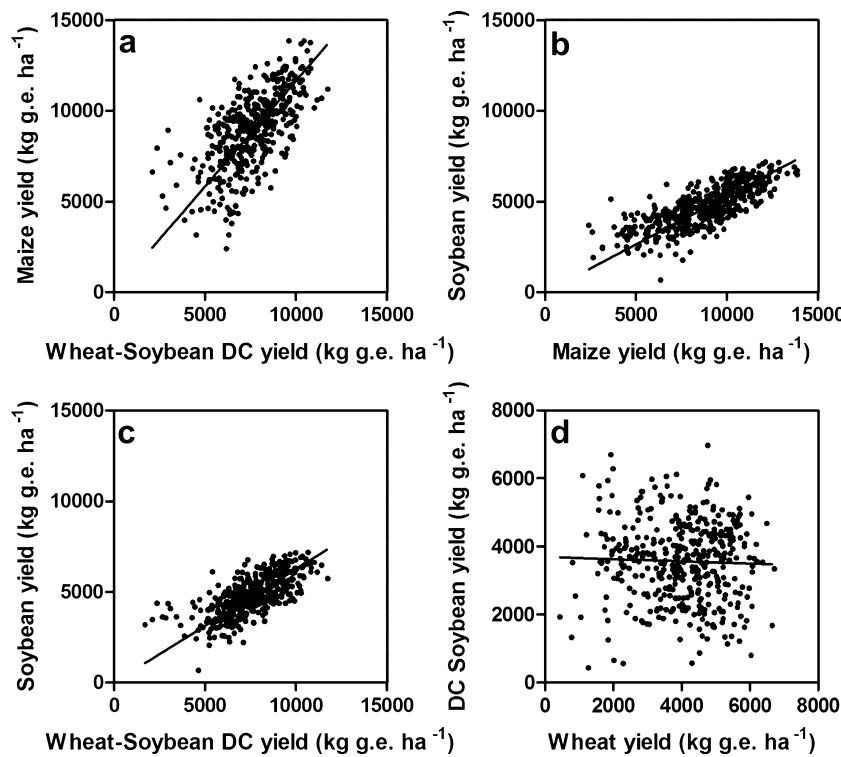 a
15000
10000
5000
0
Maize yield (kg g.e. ha⁻¹)
0 5000 10000 15000
Wheat-Soybean DC yield (kg g.e. ha⁻¹)
b
15000
10000
5000
0
Soybean yield (kg g.e. ha⁻¹)
0 5000 10000 15000
Maize yield (kg g.e. ha⁻¹)
c
15000
10000
5000
0
Soybean yield (kg g.e. ha⁻¹)
0 5000 10000 15000
Wheat-Soybean DC yield (kg g.e. ha⁻¹)
d
8000
6000
4000
2000
0
DC Soybean yield (kg g.e. ha⁻¹)
0 2000 4000 6000 8000
Wheat yield (kg g.e. ha⁻¹)